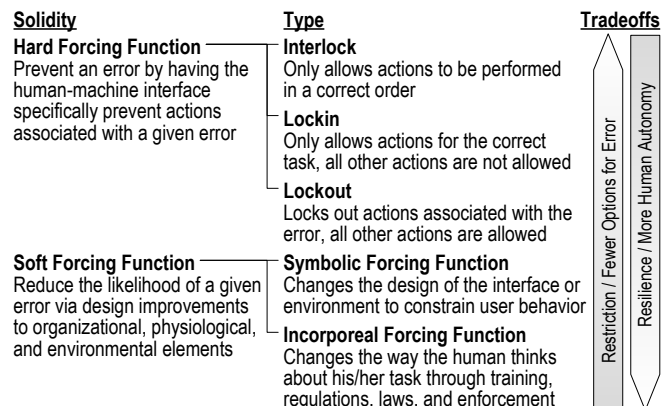 Solidity
Type
Tradeoffs
Hard Forcing Function
Prevent an error by having the
human-machine interface
specifically prevent actions
associated with a given error
Interlock
Only allows actions to be performed
in a correct order
Lockin
Only allows actions for the correct
task, all other actions are not allowed
Lockout
Locks out actions associated with the
error, all other actions are allowed
Soft Forcing Function
Reduce the likelihood of a given
error via design improvements
to organizational, physiological,
and environmental elements
Symbolic Forcing Function
Changes the design of the interface or
environment to constrain user behavior
Incorporeal Forcing Function
Changes the way the human thinks
about his/her task through training,
regulations, laws, and enforcement
Restriction / Fewer Options for Error
Resilience / More Human Autonomy